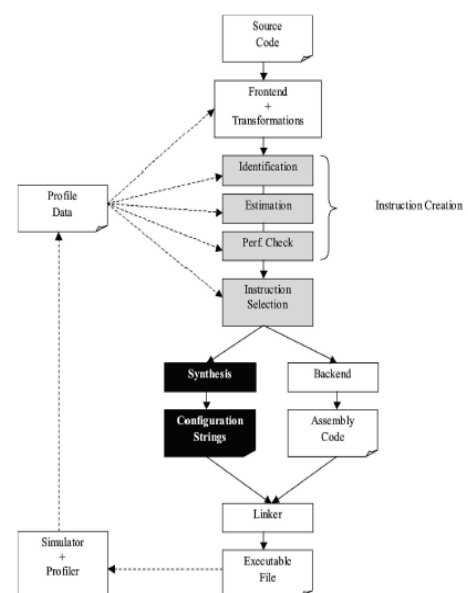 Source
Code
Frontend
+
Transformations
Identification
Estimation
Perf. Check
Instruction Creation
Profile
Data
Instruction
Selection
Synthesis
Backend
Configuration
Strings
Assembly
Code
Linker
Simulator
+
Profiler
Executable
File